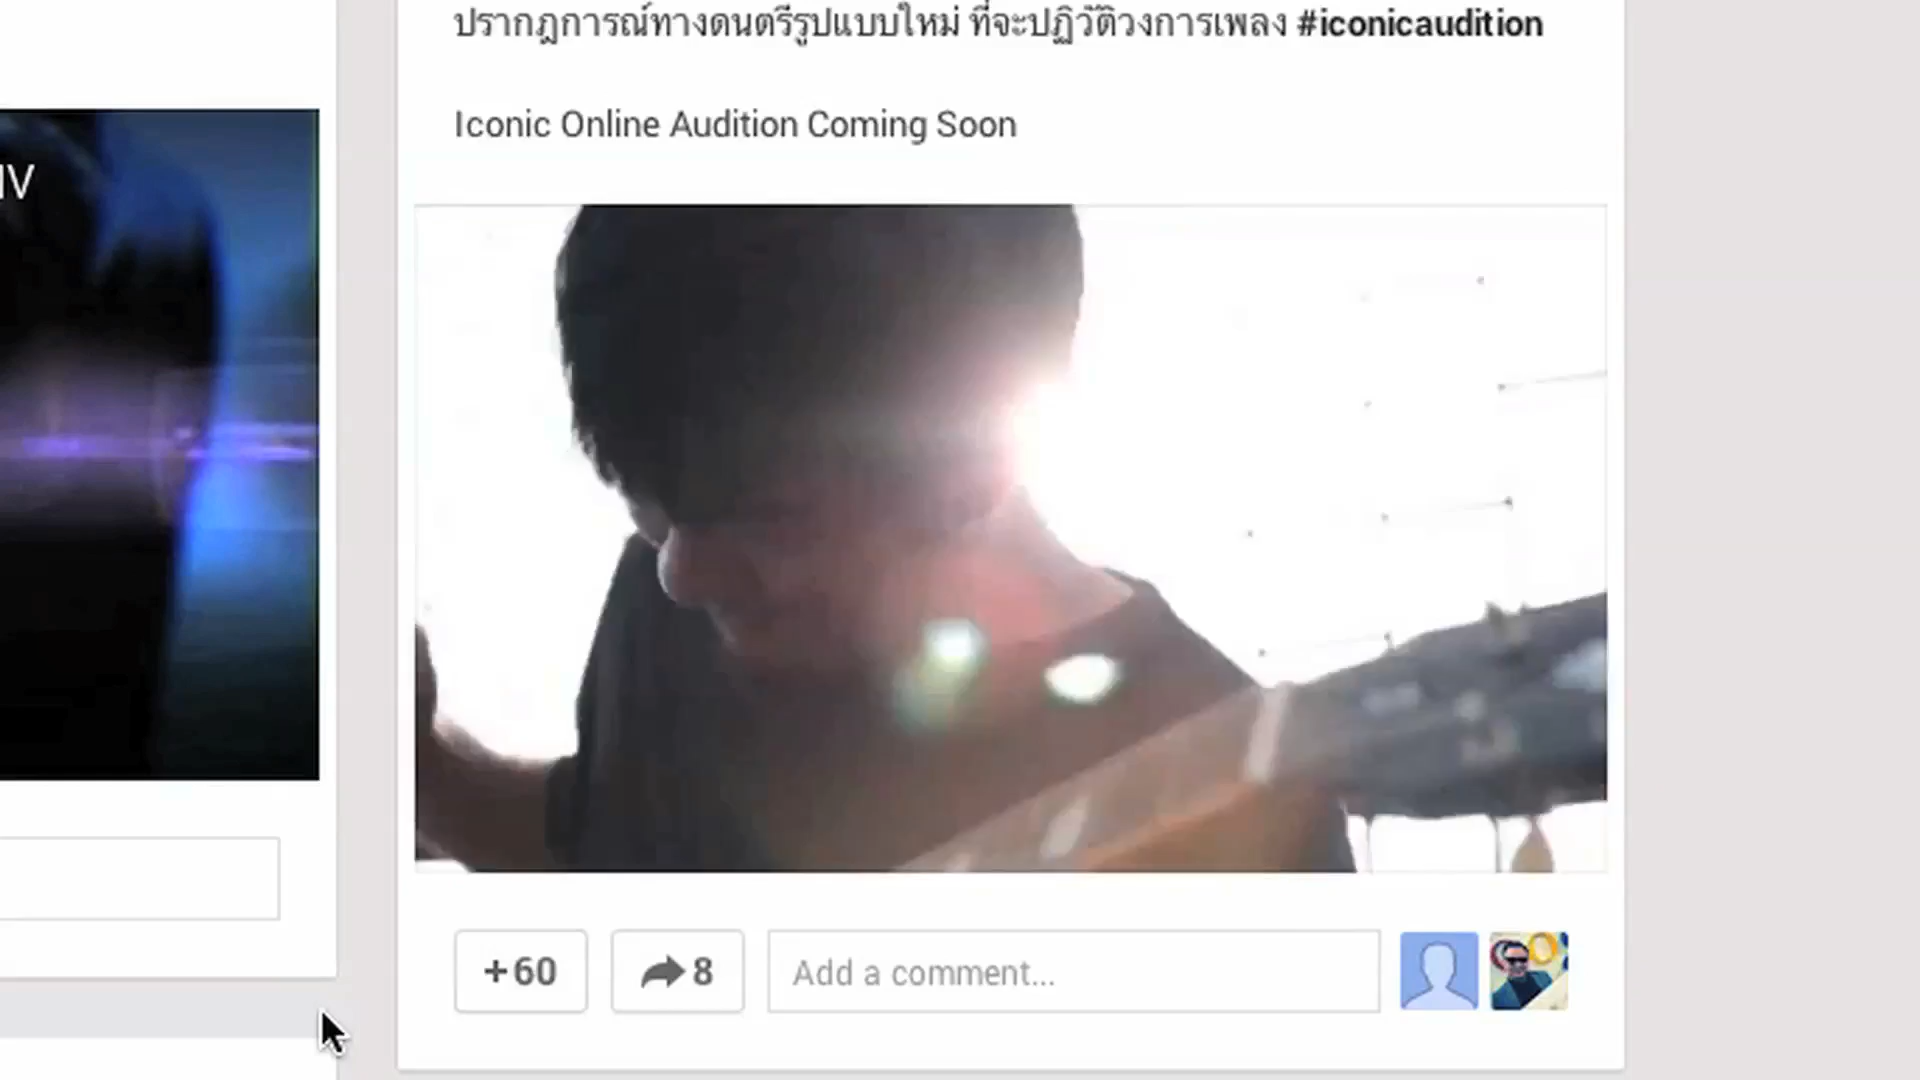 ปรากฏการณ์ทางดนตรีรูปแบบใหม่ ที่จะปฏิวัติวงการเพลง #iconicaudition
Iconic Online Audition Coming Soon
+60
8
Add a comment...